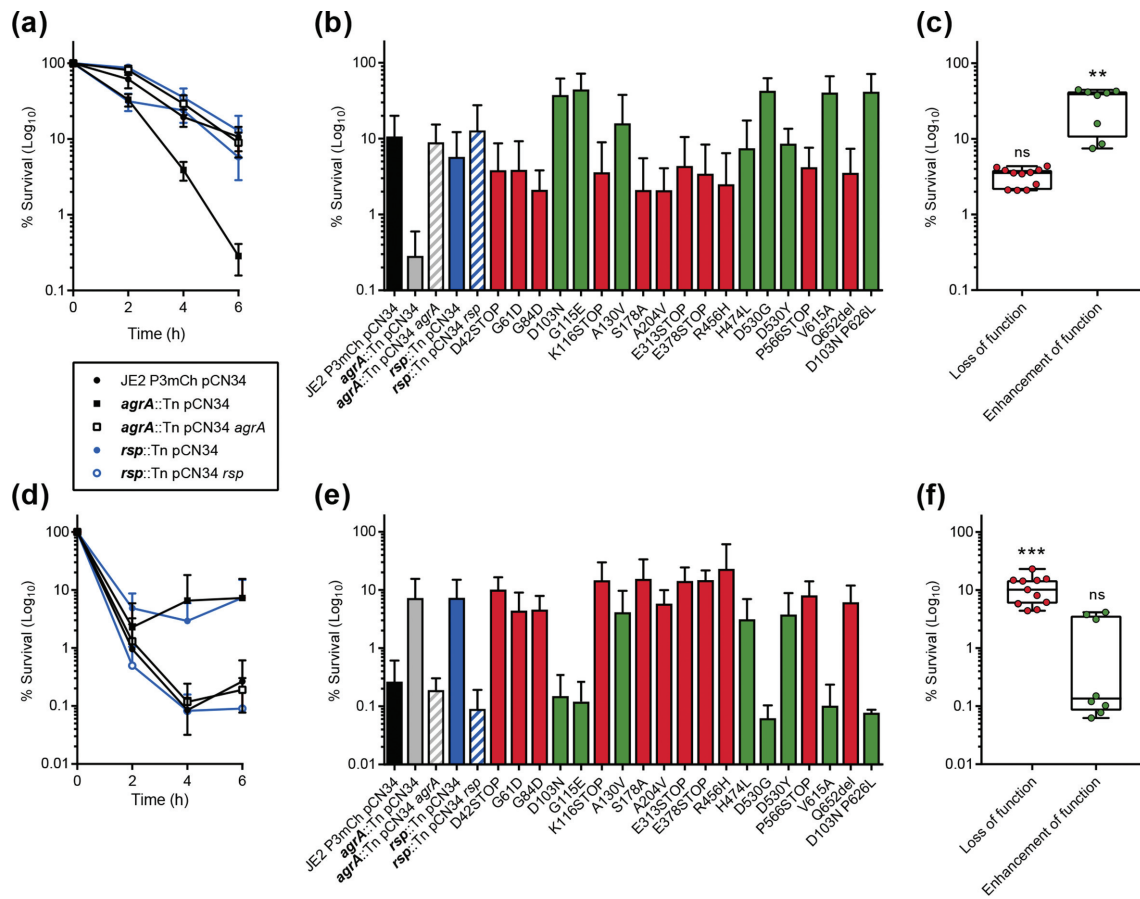 (a)
% Survival (Log10)
100
10
1
0.1
0 2 4 6
Time (h)
JE2 P3mCh pCN34
agrA::Tn pCN34
agrA::Tn pCN34 agrA
rsp::Tn pCN34
rsp::Tn pCN34 rsp
(b)
% Survival (Log10)
100
10
1
0.1
JE2 P3mCh pCN34
agrA::Tn pCN34
agrA::Tn pCN34 agrA
rsp::Tn pCN34
rsp::Tn pCN34 rsp
D42STOP
G61D
G84D
D103N
G115E
K116STOP
A130V
S178A
A204V
E313STOP
E378STOP
R456H
H474L
D530G
D530Y
P566STOP
V615A
Q652del
D103N P626L
(c)
% Survival (Log10)
100
10
1
0.1
ns
**
Loss of function
Enhancement of function
(d)
% Survival (Log10)
100
10
1
0.1
0.01
0 2 4 6
Time (h)
(e)
% Survival (Log10)
100
10
1
0.1
0.01
JE2 P3mCh pCN34
agrA::Tn pCN34
agrA::Tn pCN34 agrA
rsp::Tn pCN34
rsp::Tn pCN34 rsp
D42STOP
G61D
G84D
D103N
G115E
K116STOP
A130V
S178A
A204V
E313STOP
E378STOP
R456H
H474L
D530G
D530Y
P566STOP
V615A
Q652del
D103N P626L
(f)
% Survival (Log10)
100
10
1
0.1
0.01
***
ns
Loss of function
Enhancement of function